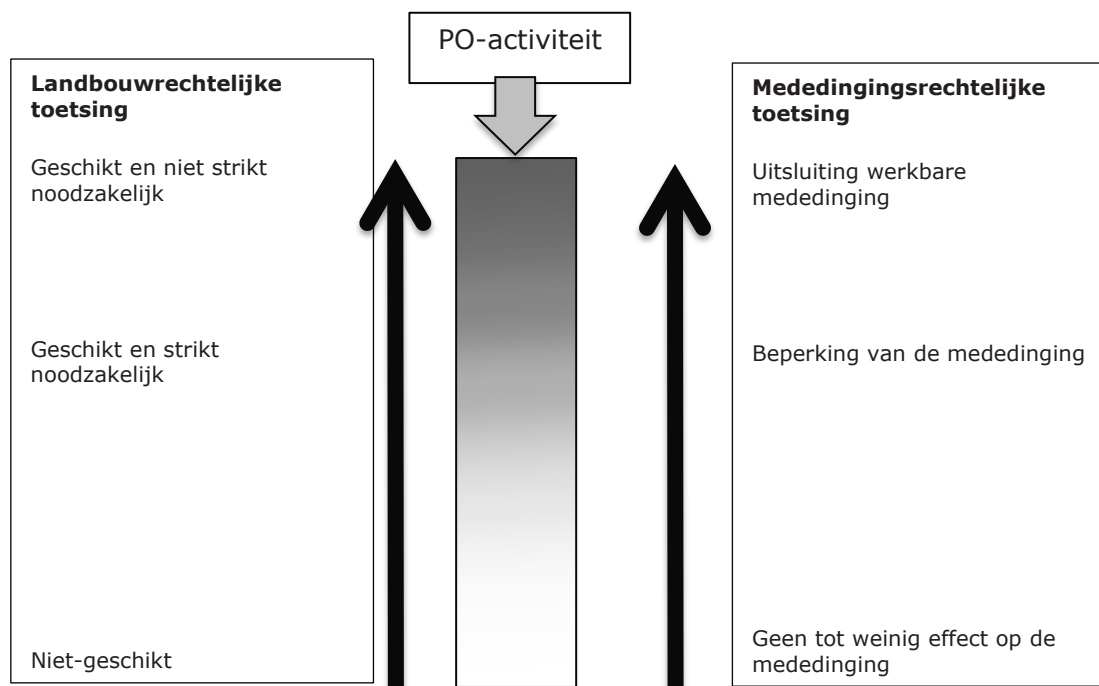 PO-activiteit
Landbouwrechtelijke
toetsing
Geschikt en niet strikt
noodzakelijk
Geschikt en strikt
noodzakelijk
Niet-geschikt
Mededingingsrechtelijke
toetsing
Uitsluiting werkbare
mededinging
Beperking van de mededinging
Geen tot weinig effect op de
mededinging